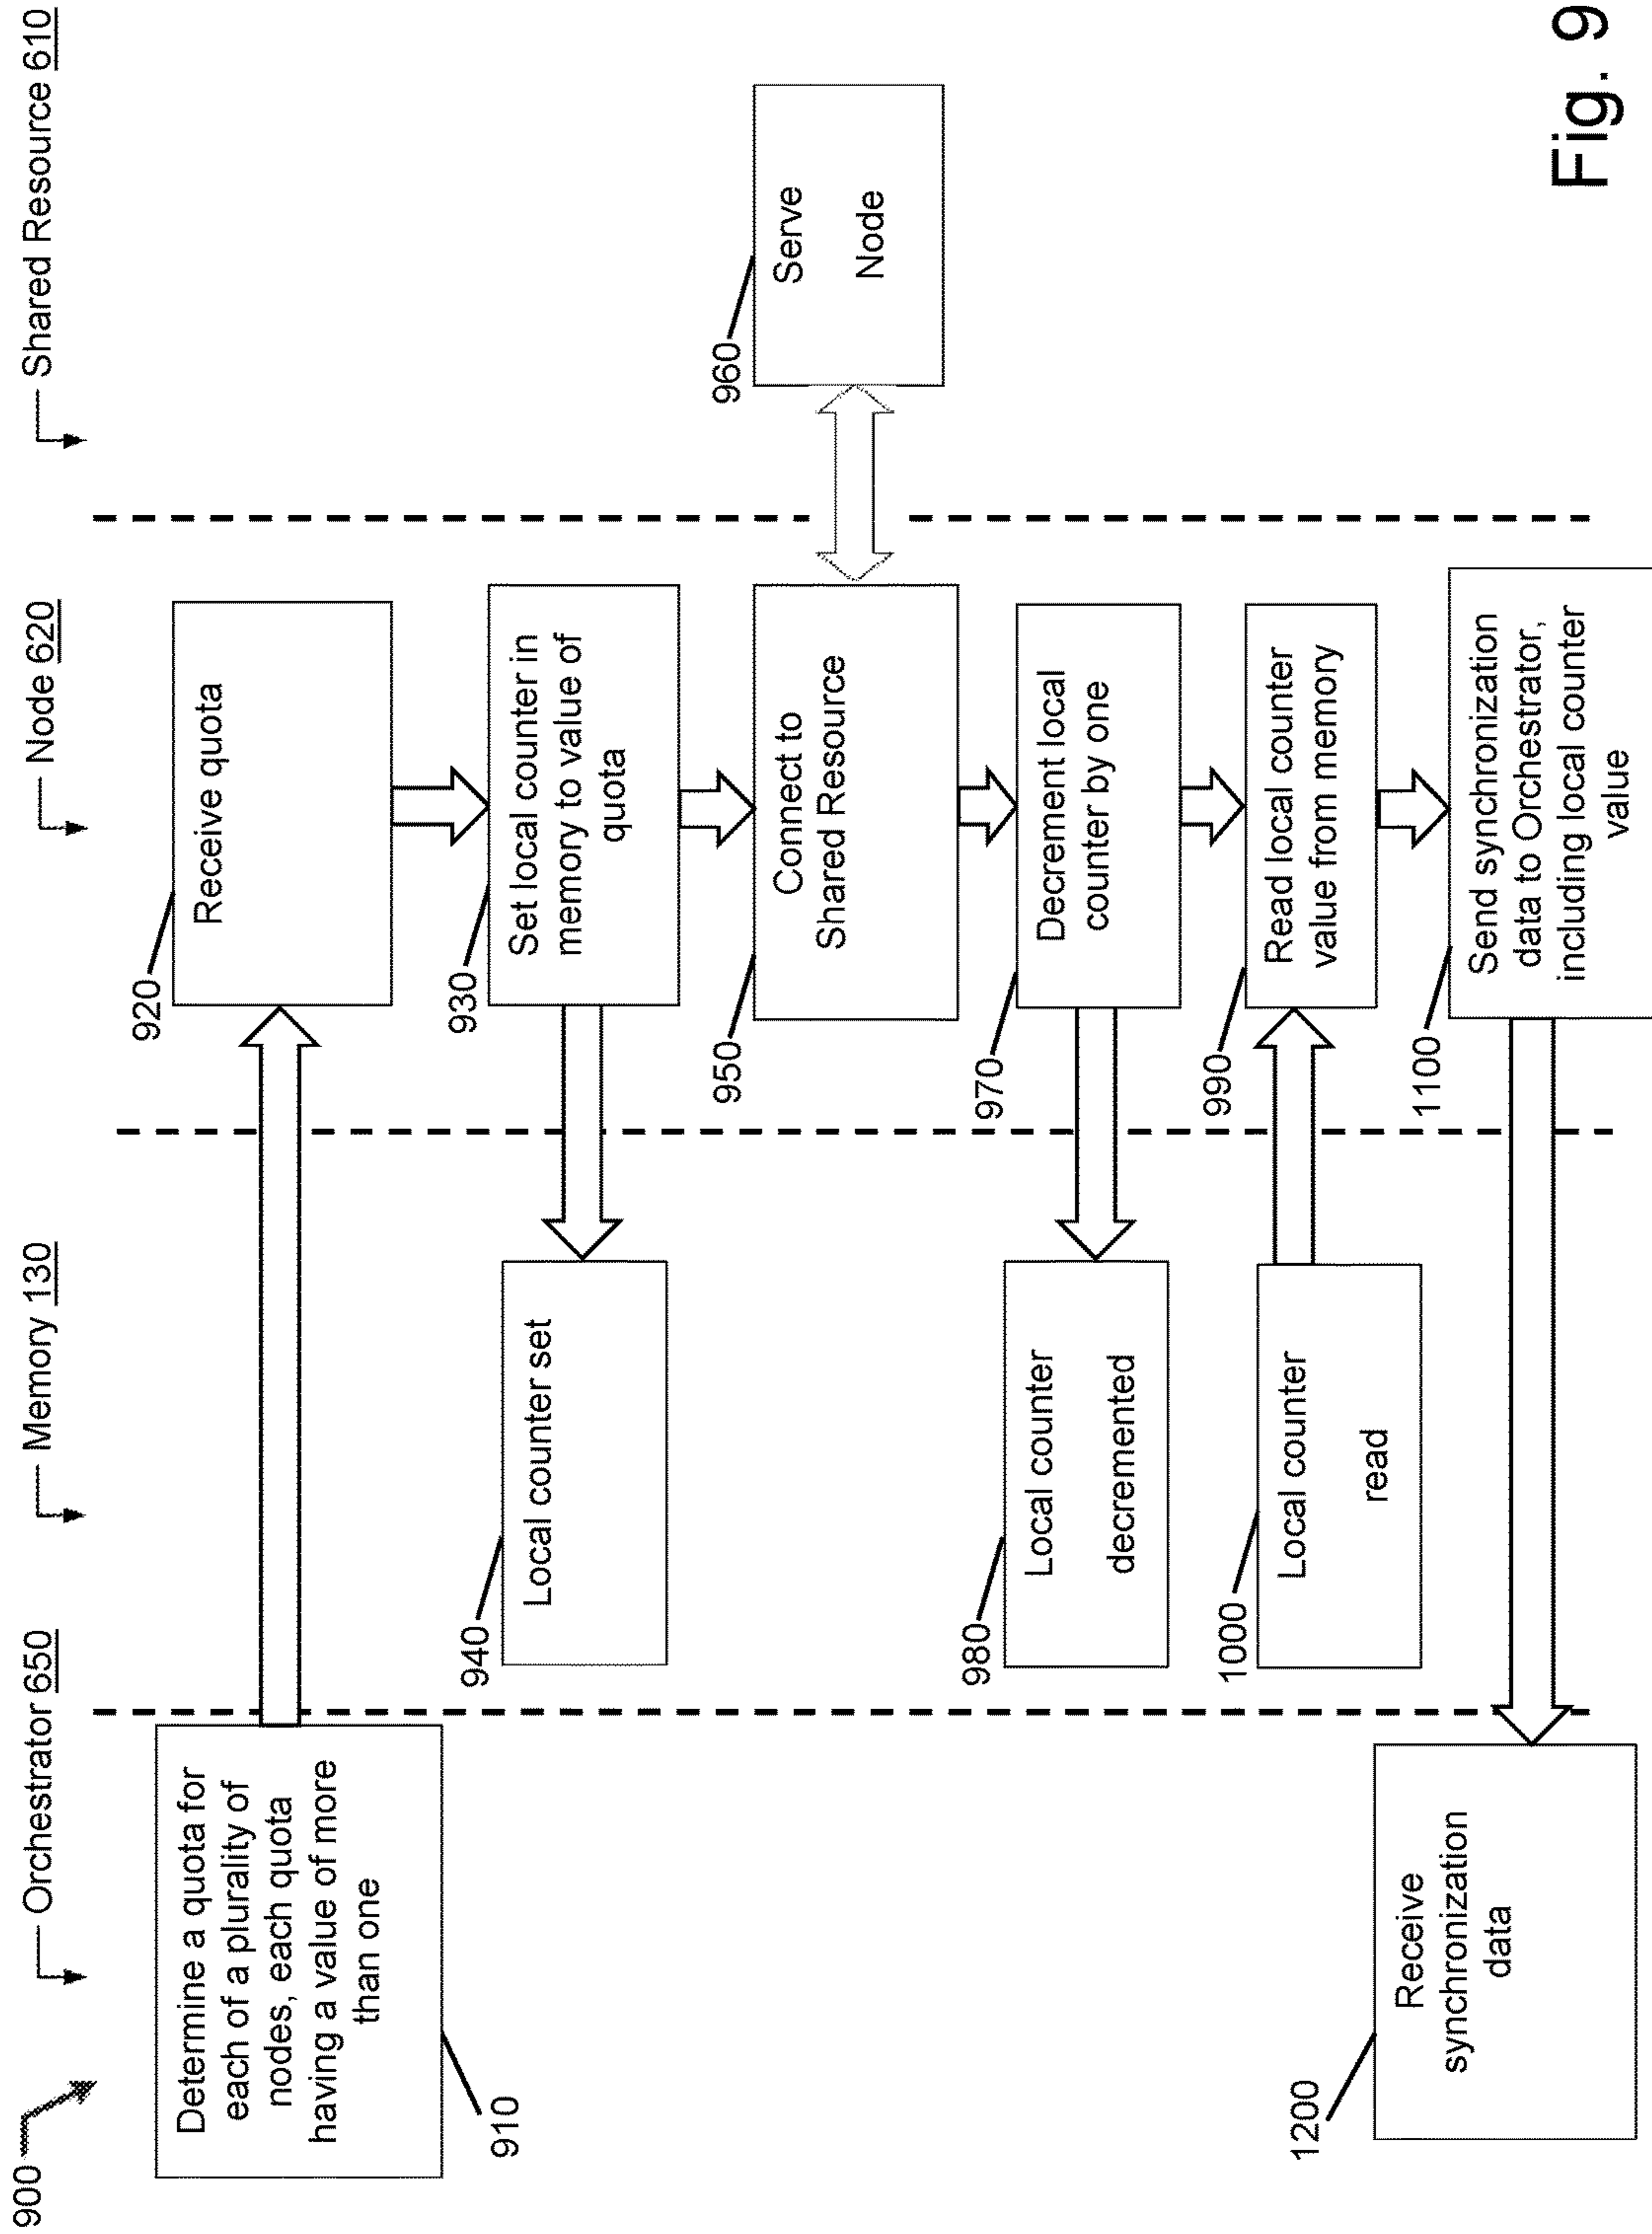 900
Orchestrator 650
Memory 130
Node 620
Shared Resource 610
Determine a quota for
each of a plurality of
nodes, each quota
having a value of more
than one
910
920
Receive quota
930
Set local counter in
memory to value of
quota
940
Local counter set
950
Connect to
Shared Resource
960
Serve
Node
970
Decrement local
counter by one
980
Local counter
decremented
990
Read local counter
value from memory
1000
Local counter
read
1100
Send synchronization
data to Orchestrator,
including local counter
value
1200
Receive
synchronization
data
Fig. 9